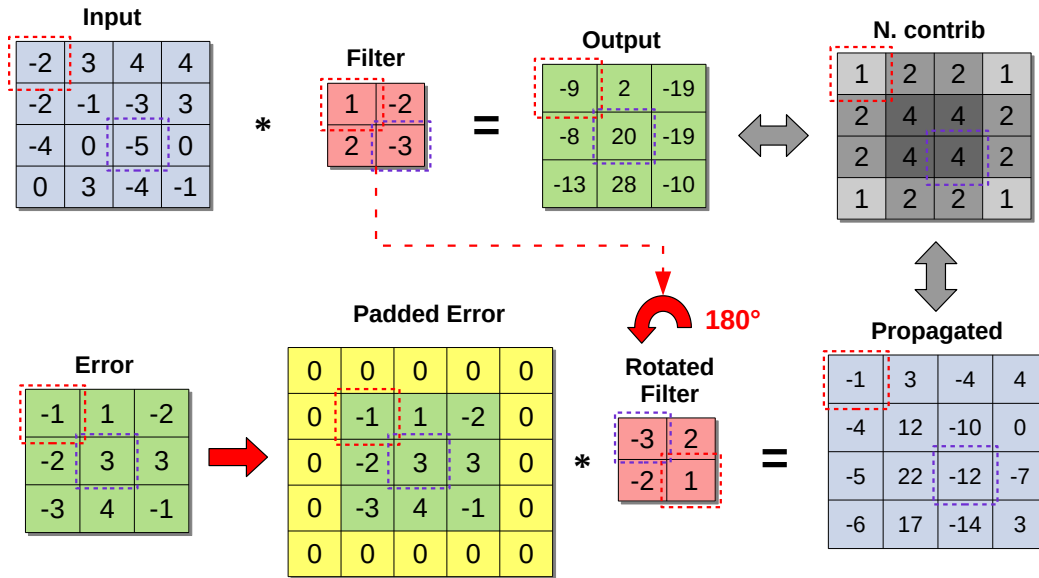 Input
-2 3 4 4
-2 -1 -3 3
-4 0 -5 0
0 3 -4 -1
*
Filter
1 -2
2 -3
=
Output
-9 2 -19
-8 20 -19
-13 28 -10
N. contrib
1 2 2 1
2 4 4 2
2 4 4 2
1 2 2 1
180°
Error
-1 1 -2
-2 3 3
-3 4 -1
Padded Error
0 0 0 0 0
0 -1 1 -2 0
0 -2 3 3 0
0 -3 4 -1 0
0 0 0 0 0
*
Rotated
Filter
-3 2
-2 1
=
Propagated
-1 3 -4 4
-4 12 -10 0
-5 22 -12 -7
-6 17 -14 3